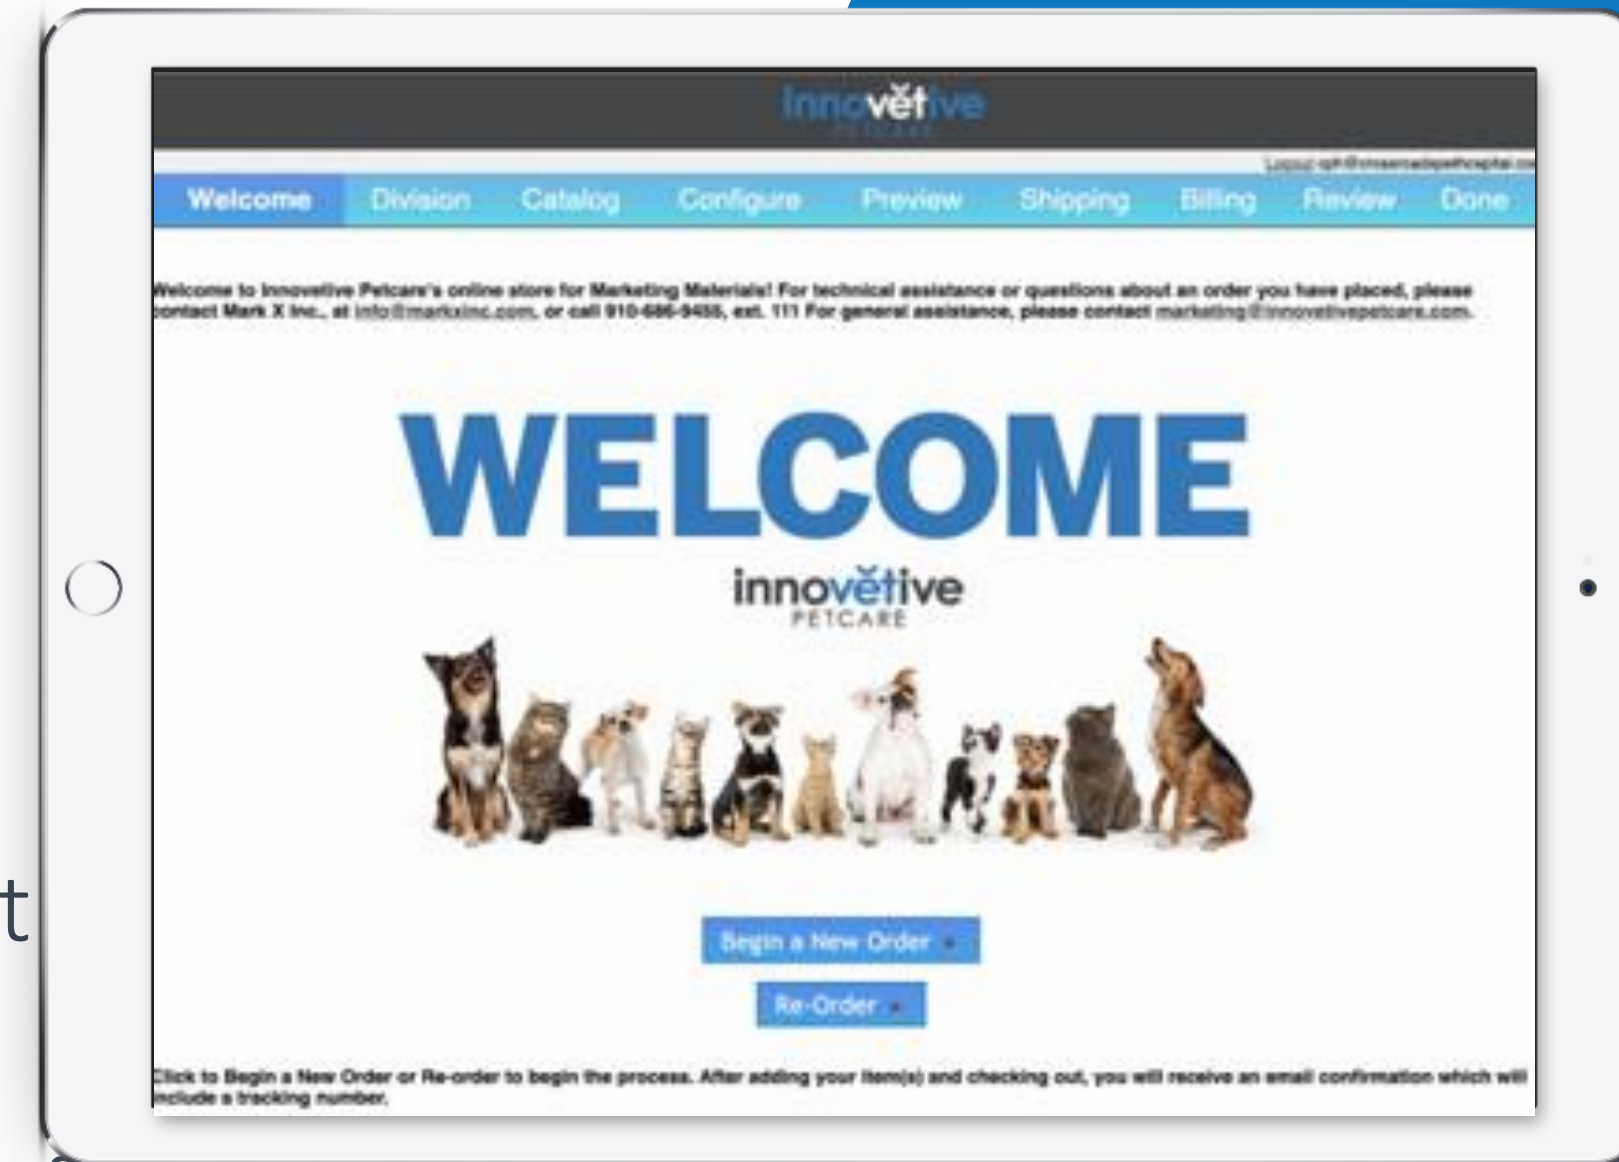 innovĕtive
PETCARE
Logout
Welcome Division Catalog Configure Preview Shipping Billing Review Done
Welcome to Innovetive Petcare's online store for Marketing Materials! For technical assistance or questions about an order you have placed, please
contact Mark X Inc., at info@markxinc.com, or call 910-686-9455, ext. 111 For general assistance, please contact marketing@innovetivepetcare.com.
WELCOME
innovĕtive
PETCARE
t
Begin a New Order
Re-Order
Click to Begin a New Order or Re-order to begin the process. After adding your item(s) and checking out, you will receive an email confirmation which will
include a tracking number.